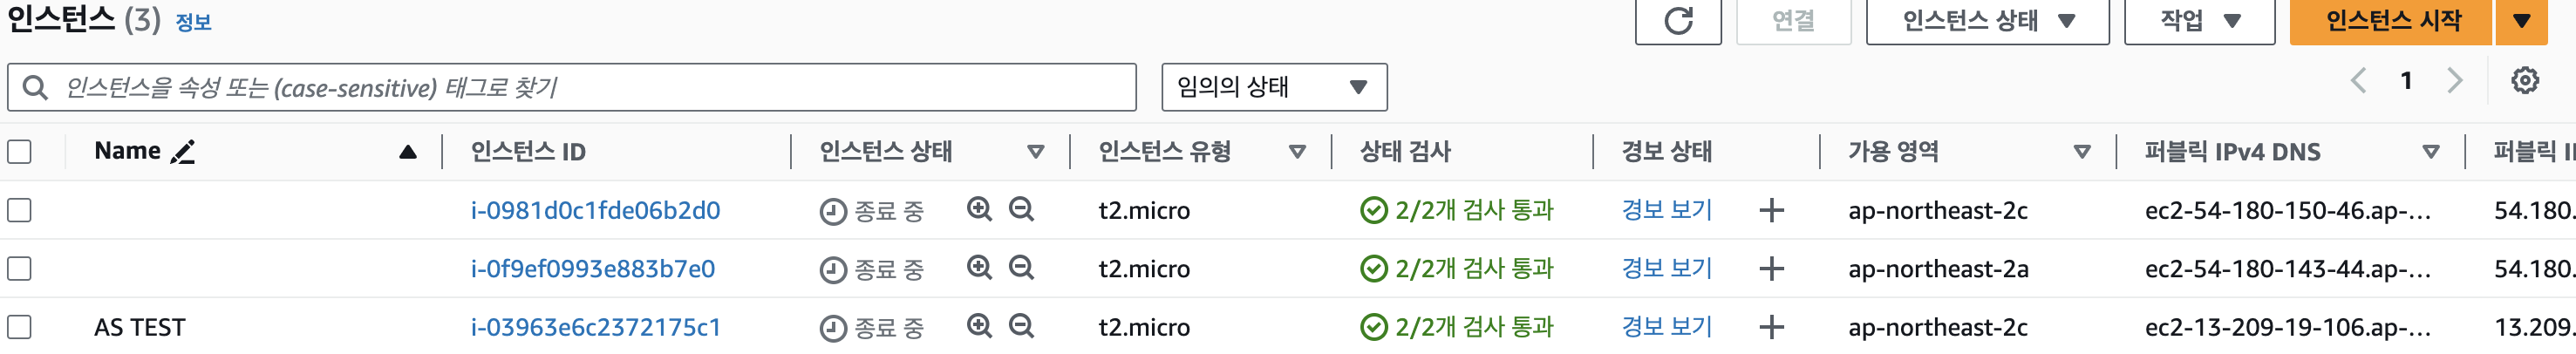 인스턴스 (3) 정보
연결
인스턴스 상태
작업
인스턴스 시작
인스턴스을 속성 또는 (case-sensitive) 태그로 찾기
임의의 상태
1
Name 인스턴스 ID 인스턴스 상태 인스턴스 유형 상태 검사 경보 상태 가용 영역 퍼블릭 IPv4 DNS 퍼블릭
i-0981d0c1fde06b2d0 종료 중 t2.micro 2/2개 검사 통과 경보 보기 + ap-northeast-2c ec2-54-180-150-46.ap-... 54.180.
i-0f9ef0993e883b7e0 종료 중 t2.micro 2/2개 검사 통과 경보 보기 + ap-northeast-2a ec2-54-180-143-44.ap-... 54.180.
AS TEST i-03963e6c2372175c1 종료 중 t2.micro 2/2개 검사 통과 경보 보기 + ap-northeast-2c ec2-13-209-19-106.ap-... 13.209.